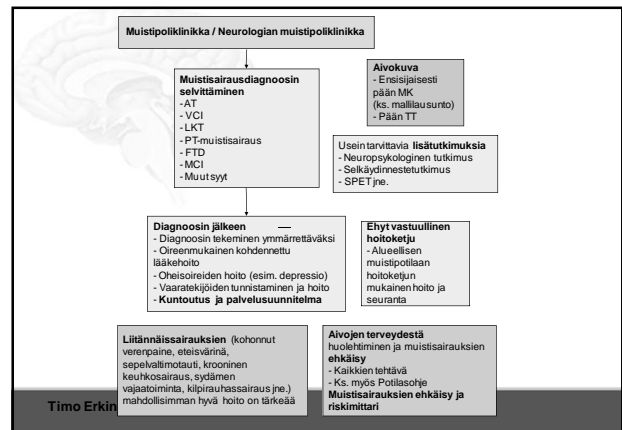 Muistipoliklinikka / Neurologian muistipoliklinikka
Muistisairausdiagnoosin
selvittäminen
- AT
- VCI
- LKT
- PT-muistisairaus
- FTD
- MCI
- Muut syyt
Aivokuva
- Ensisijaisesti
pään MK
(ks. mallilausunto)
- Pään TT
Usein tarvittavia lisätutkimuksia
- Neuropsykologinen tutkimus
- Selkäydinnestetutkimus
- SPET jne.
Diagnoosin jälkeen
- Diagnoosin tekeminen ymmärrettäväksi
- Oireenmukainen kohdennettu
lääkehoito
- Oheisoireiden hoito (esim. depressio)
- Vaaratekijöiden tunnistaminen ja hoito
- Kuntoutus ja palvelusuunnitelma
Ehyt vastuullinen
hoitoketju
- Alueellisen
muistipotilaan
hoitoketjun
mukainen hoito ja
seuranta
Liitännäissairauksien (kohonnut
verenpaine, eteisvärinä,
sepelvaltimotauti, krooninen
keuhkosairaus, sydämen
vajaatoiminta, kilpirauhassairaus jne.)
mahdollisimman hyvä hoito on tärkeää
Aivojen terveydestä
huolehtiminen ja muistisairauksien
ehkäisy
- Kaikkien tehtävä
- Ks. myös Potilasohje
Muistisairauksien ehkäisy ja
riskimittari
Timo Erkin